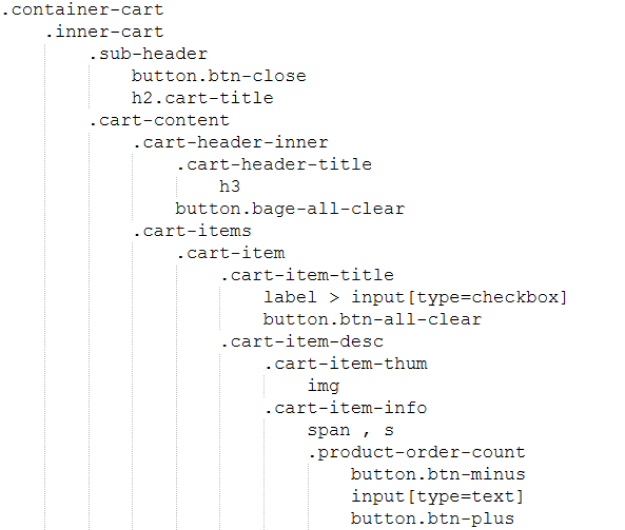 .container-cart
.inner-cart
.sub-header
button.btn-close
h2.cart-title
.cart-content
.cart-header-inner
.cart-header-title
h3
button.bage-all-clear
.cart-items
.cart-item
.cart-item-title
label > input[type=checkbox]
button.btn-all-clear
.cart-item-desc
.cart-item-thum
img
.cart-item-info
span , s
.product-order-count
button.btn-minus
input[type=text]
button.btn-plus